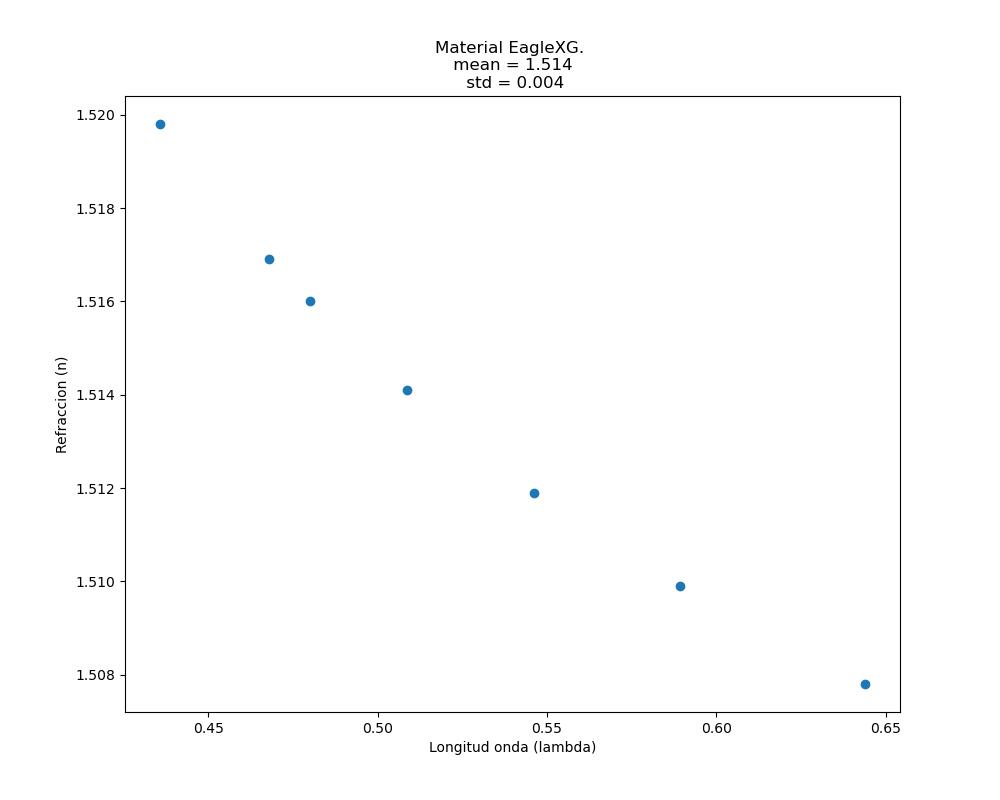 Material EagleXG.
mean = 1.514
std = 0.004
1.520
1.518
1.516
1.514
1.512
1.510
1.508
Refraccion (n)
0.45
0.50
0.55
0.60
0.65
Longitud onda (lambda)